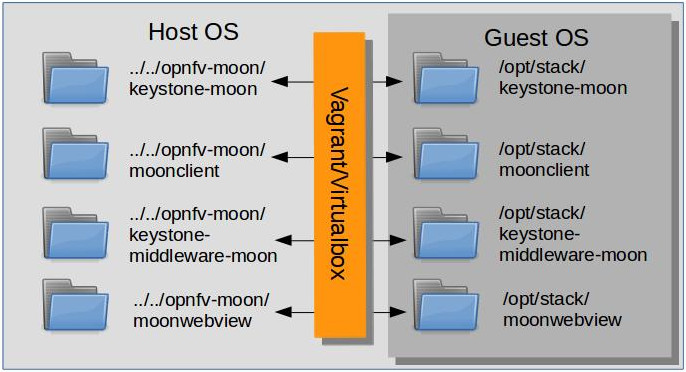 Host OS
../../opnfv-moon/
keystone-moon
../../opnfv-moon/
moonclient
../../opnfv-moon/
keystone-
middleware-moon
../../opnfv-moon/
moonwebview
Vagrant/Virtualbox
Guest OS
/opt/stack/
keystone-moon
/opt/stack/
moonclient
/opt/stack/
keystone-
middleware-moon
/opt/stack/
moonwebview